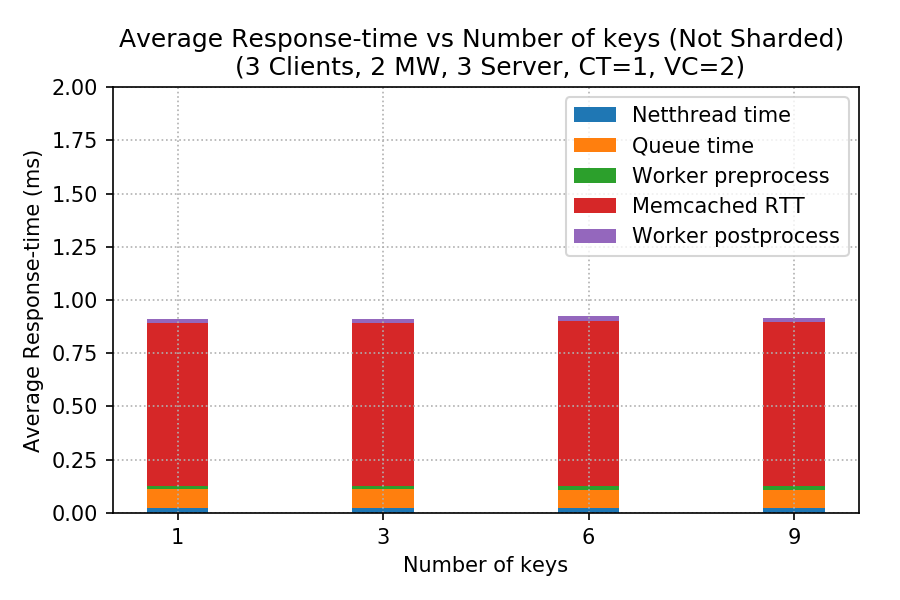 Average Response-time vs Number of keys (Not Sharded)
(3 Clients, 2 MW, 3 Server, CT=1, VC=2)
Average Response-time (ms)
2.00
1.75
1.50
1.25
1.00
0.75
0.50
0.25
0.00
Netthread time
Queue time
Worker preprocess
Memcached RTT
Worker postprocess
1
3
6
9
Number of keys